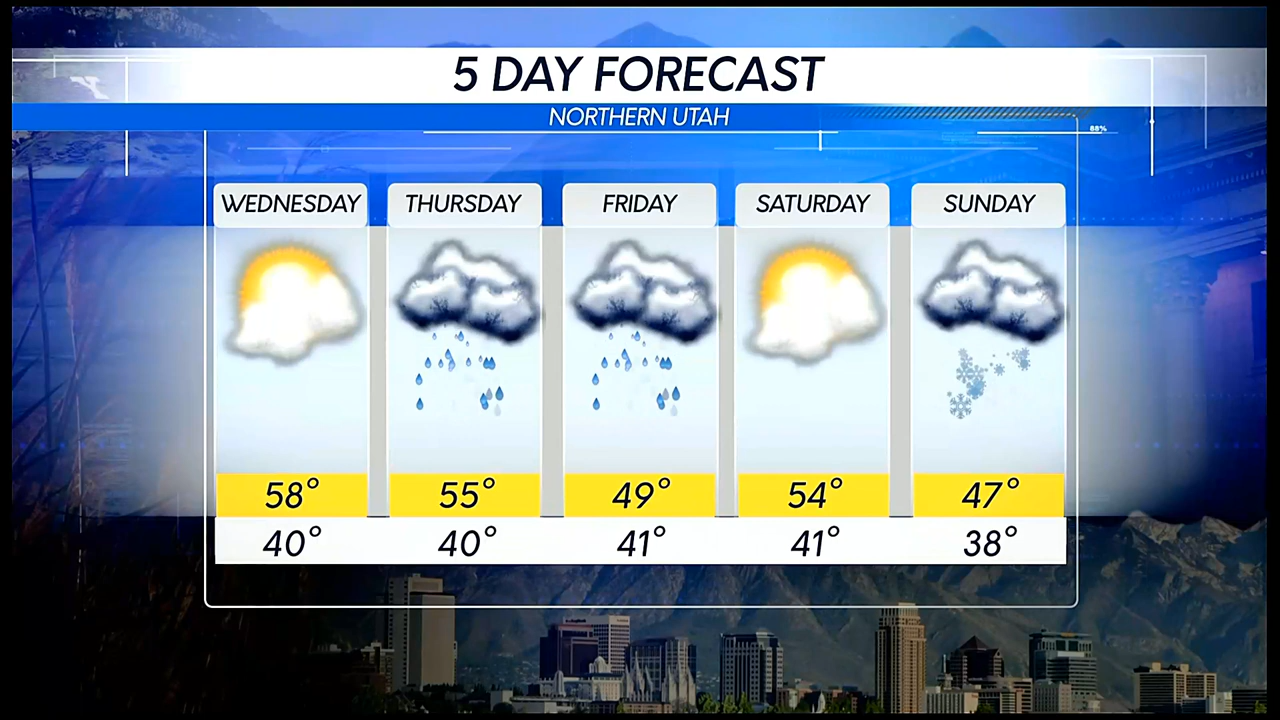 5 DAY FORECAST
NORTHERN UTAH
88%
WEDNESDAY THURSDAY FRIDAY SATURDAY SUNDAY
58° 55° 49° 54° 47°
40° 40° 41° 41° 38°